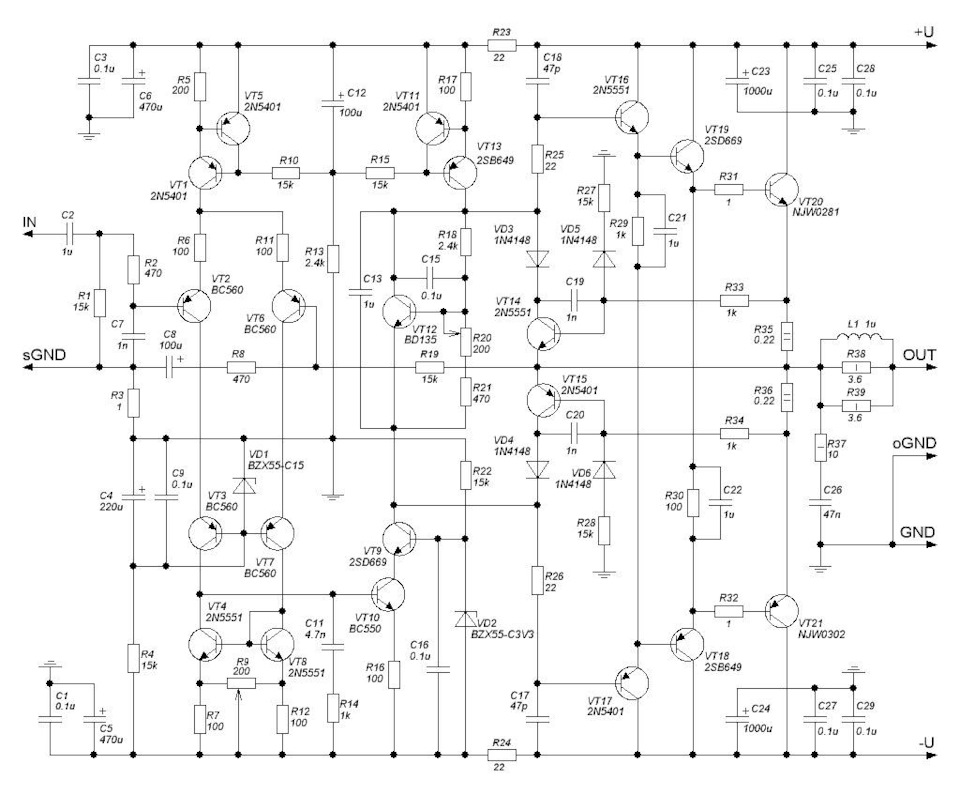 R23
22
+U
C3
0.1u
C6
470u
R5
200
VT5
2N5401
C12
100u
VT11
2N5401
R17
100
C18
47p
VT16
2N5551
C23
1000u
C25
0.1u
C28
0.1u
VT1
2N5401
R10
15k
R15
15k
VT13
2SB649
R25
22
VT19
2SD669
R31
1
VT20
NJW0281
R27
15k
R29
1k
C21
1u
IN
C2
1u
R2
470
R6
100
R11
100
R13
2.4k
C13
1u
R18
2.4k
C15
0.1u
VD3
1N4148
VD5
1N4148
R1
15k
VT2
BC560
VT6
BC560
VT12
BD135
R20
200
VT14
2N5551
C19
1n
R33
1k
C7
1n
C8
100u
sGND
R8
470
R19
15k
R35
0.22
L1 1u
R38
3.6
OUT
R3
1
R21
470
VT15
2N5401
R36
0.22
R39
3.6
C20
1n
R34
1k
VD4
1N4148
VD6
1N4148
R37
10
oGND
VD1
BZX55-C15
C4
220u
C9
0.1u
R22
15k
VT3
BC560
VT7
BC560
VT9
2SD669
R28
15k
R30
100
C22
1u
C26
47n
GND
R26
22
VT4
2N5551
VT8
2N5551
R9
200
C11
4.7n
VT10
BC550
VD2
BZX55-C3V3
R32
1
VT21
NJW0302
R4
15k
R16
100
C16
0.1u
VT18
2SB649
VT17
2N5401
C1
0.1u
C5
470u
R7
100
R12
100
R14
1k
C17
47p
C24
1000u
C27
0.1u
C29
0.1u
R24
22
-U